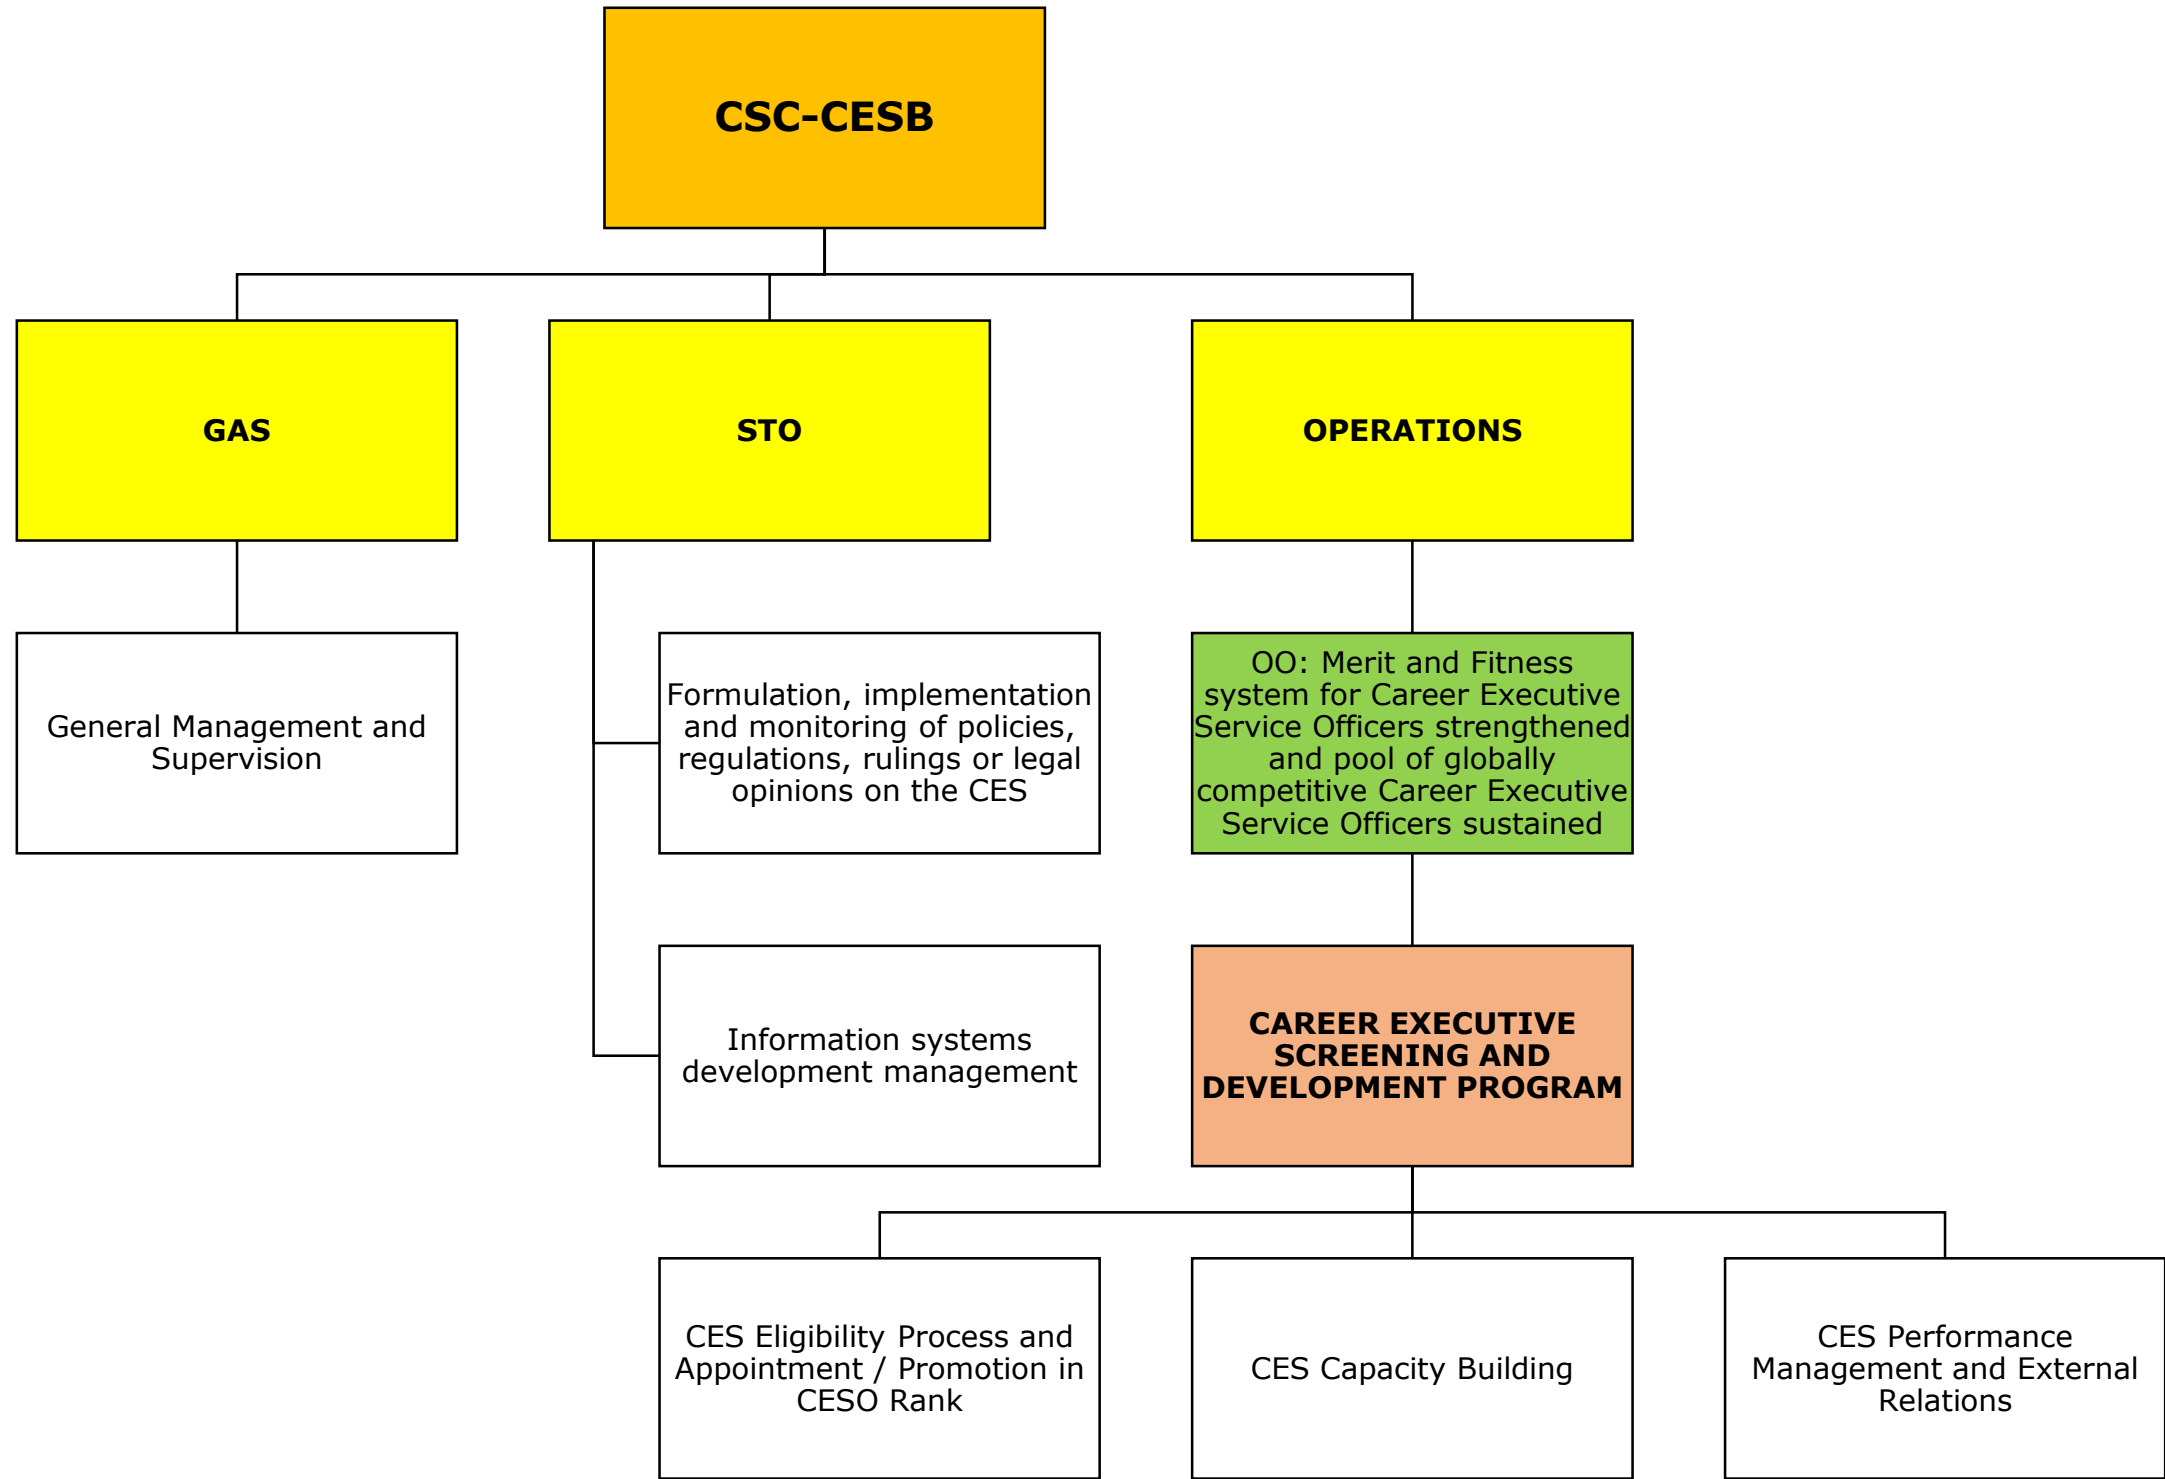 CSC-CESB
GAS
STO
OPERATIONS
General Management and
Supervision
Formulation, implementation
and monitoring of policies,
regulations, rulings or legal
opinions on the CES
OO: Merit and Fitness
system for Career Executive
Service Officers strengthened
and pool of globally
competitive Career Executive
Service Officers sustained
Information systems
development management
CAREER EXECUTIVE
SCREENING AND
DEVELOPMENT PROGRAM
CES Eligibility Process and
Appointment / Promotion in
CESO Rank
CES Capacity Building
CES Performance
Management and External
Relations